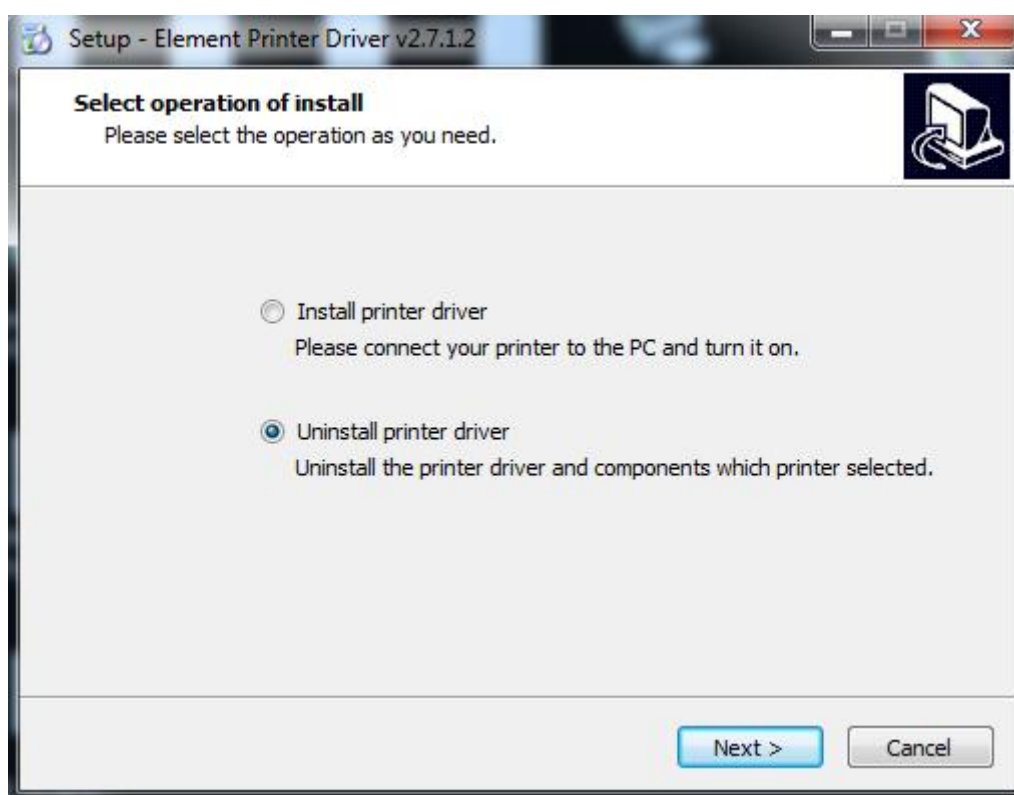 Setup - Element Printer Driver v2.7.1.2
Select operation of install
Please select the operation as you need.
Install printer driver
Please connect your printer to the PC and turn it on.
Uninstall printer driver
Uninstall the printer driver and components which printer selected.
Next >
Cancel